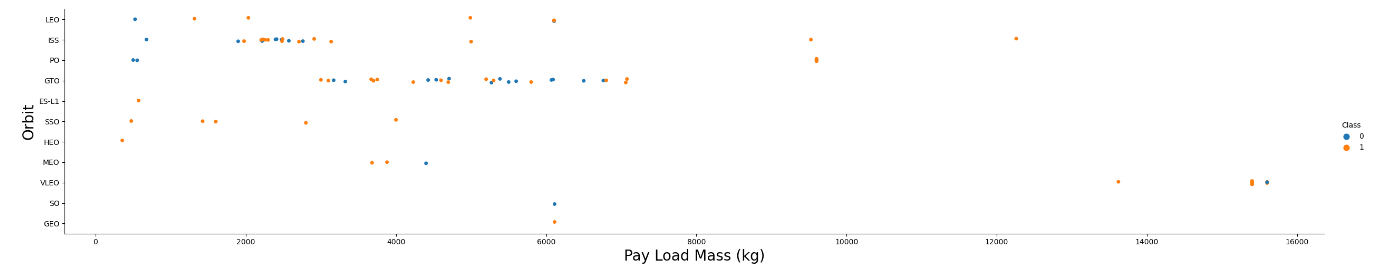 LEO
ISS
PO
GTO
ES-L1
SSO
HEO
MEO
VLEO
SO
GEO
Orbit
0 2000 4000 6000 8000 10000 12000 14000 16000
Pay Load Mass (kg)
Class
0
1